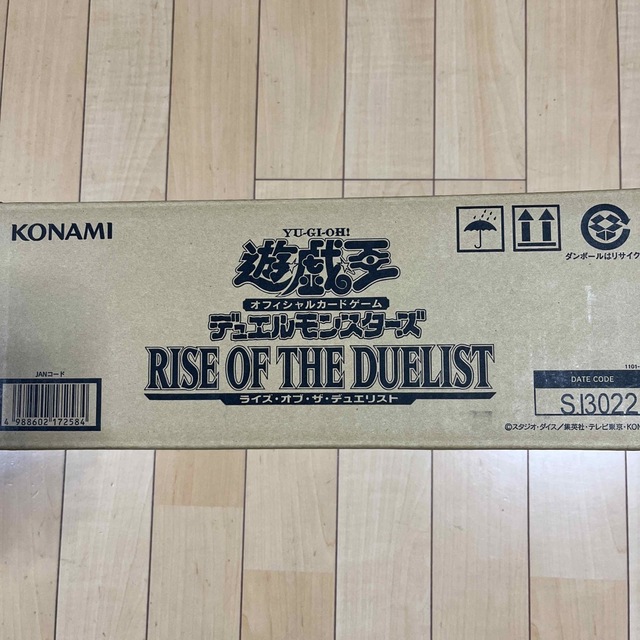 KONAMI
YU-GI-OH!
遊戯王
オフィシャルカードゲーム
デュエルモンスターズ
RISE OF THE DUELIST
ライズ・オブ・ザ・デュエリスト
ダンボールはリサイク
JANコード
4 988602 172584
1101-
DATE CODE
SJ3022
©スタジオ・ダイス/集英社・テレビ東京・KON